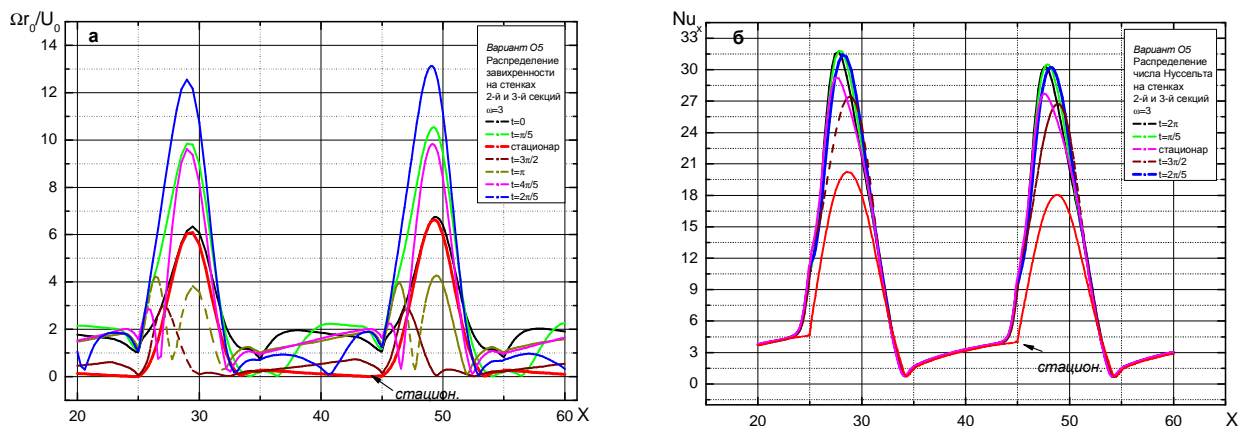 Ωr₀/U₀
14
12
10
8
6
4
2
0
20
30
40
50
60
X
а
Вариант О5
Распределение
завихренности
на стенках
2-й и 3-й секций
ω=3
t=0
t=π/5
стационар
t=3π/2
t=π
t=4π/5
t=2π/5
стацион.
Nuₓ
33
30
27
24
21
18
15
12
9
6
3
0
20
30
40
50
60
X
б
Вариант О5
Распределение
числа Нуссельта
на стенках
2-й и 3-й секций
ω=3
t=2π
t=π/5
стационар
t=3π/2
t=2π/5
стацион.